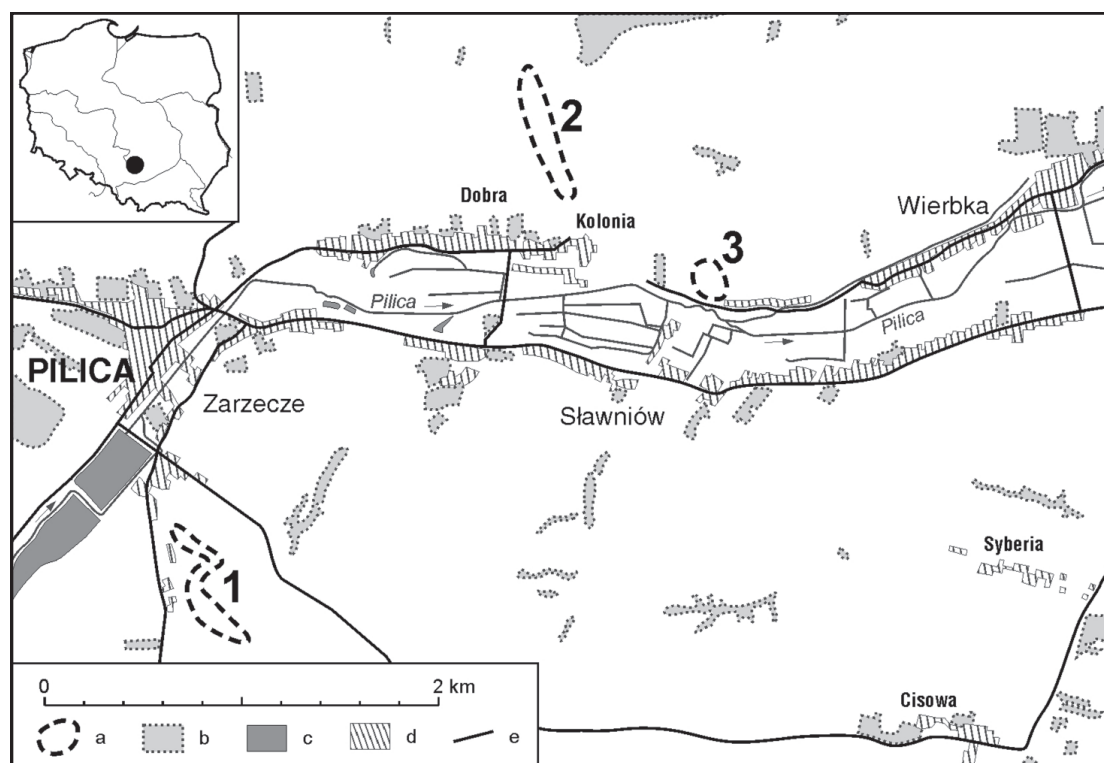 2
Dobra
Kolonia
Wierbka
3
Pilica
Pilica
PILICA
Zarzecze
Sławniów
Syberia
1
0 2 km
Cisowa
a b c d e